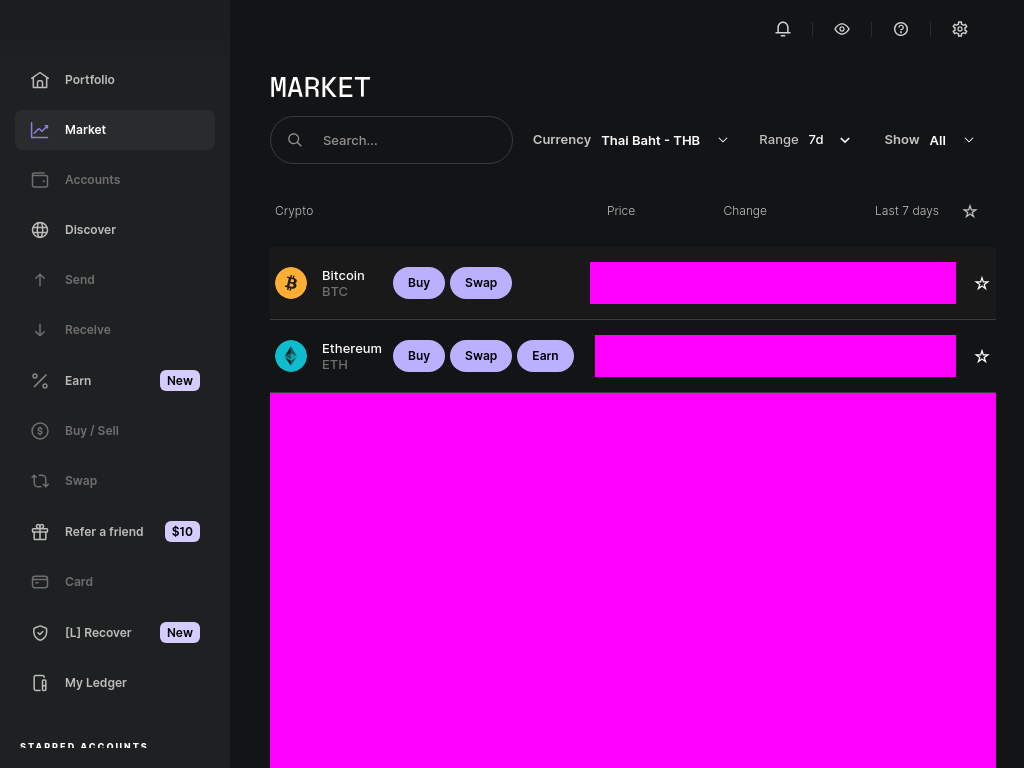 MARKET
Search...
Currency Thai Baht - THB
Range 7d
Show All
Portfolio
Market
Accounts
Discover
Send
Receive
Earn New
Buy / Sell
Swap
Refer a friend $10
Card
[L] Recover New
My Ledger
STARRED ACCOUNTS
Crypto Price Change Last 7 days
Bitcoin
BTC
Buy Swap
Ethereum
ETH
Buy Swap Earn